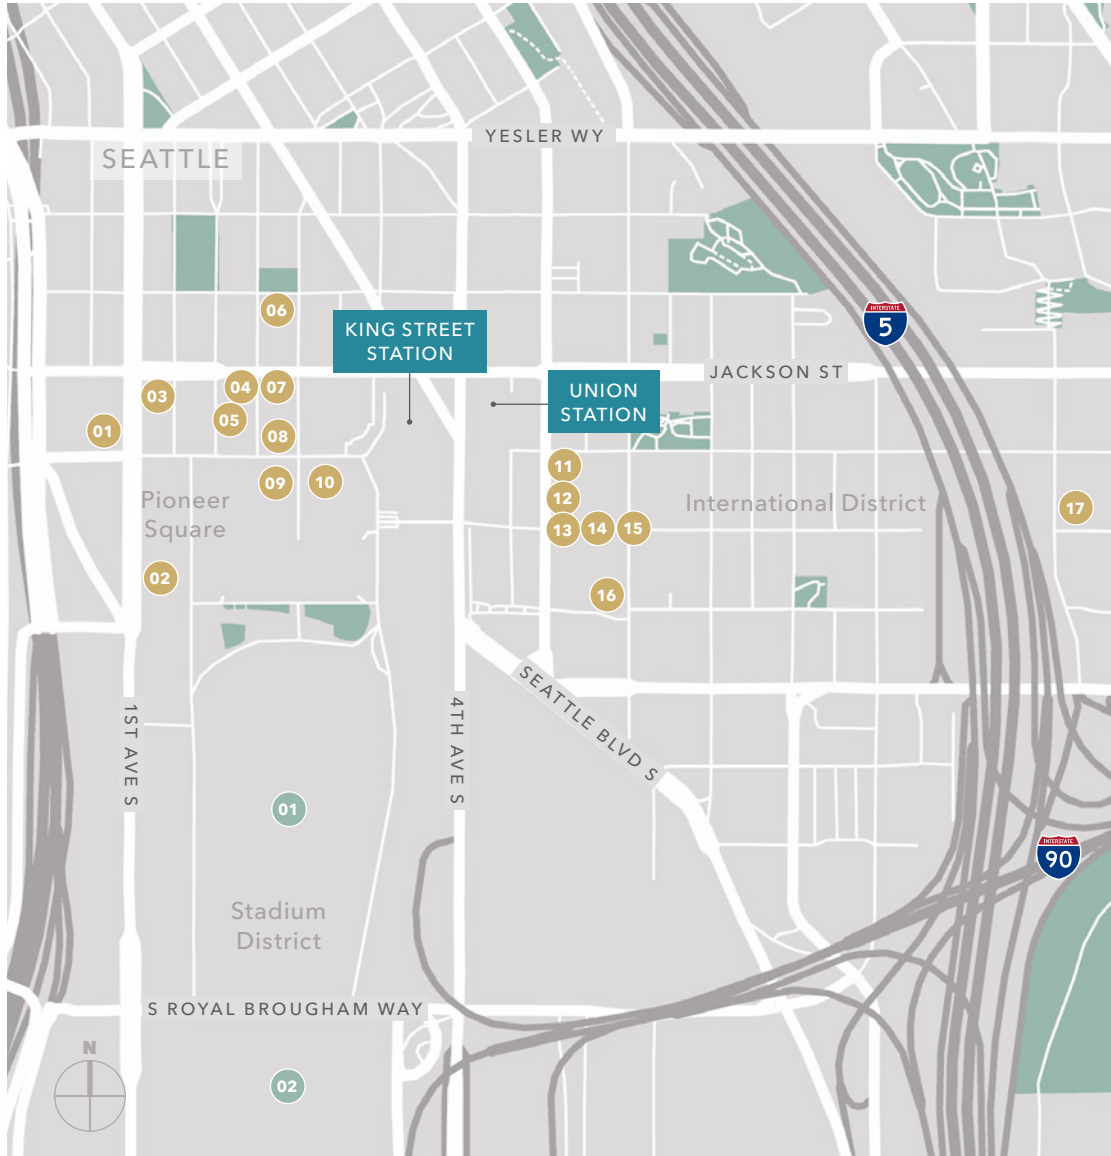 YESLER WY
SEATTLE
06
INTERSTATE
5
KING STREET
STATION
JACKSON ST
UNION
STATION
03
04
07
05
01
08
11
09
10
Pioneer
Square
12
International District
17
13
14
15
02
16
SEATTLE BLVD S
1ST AVE S
4TH AVE S
01
INTERSTATE
90
Stadium
District
S ROYAL BROUGHAM WAY
N
02